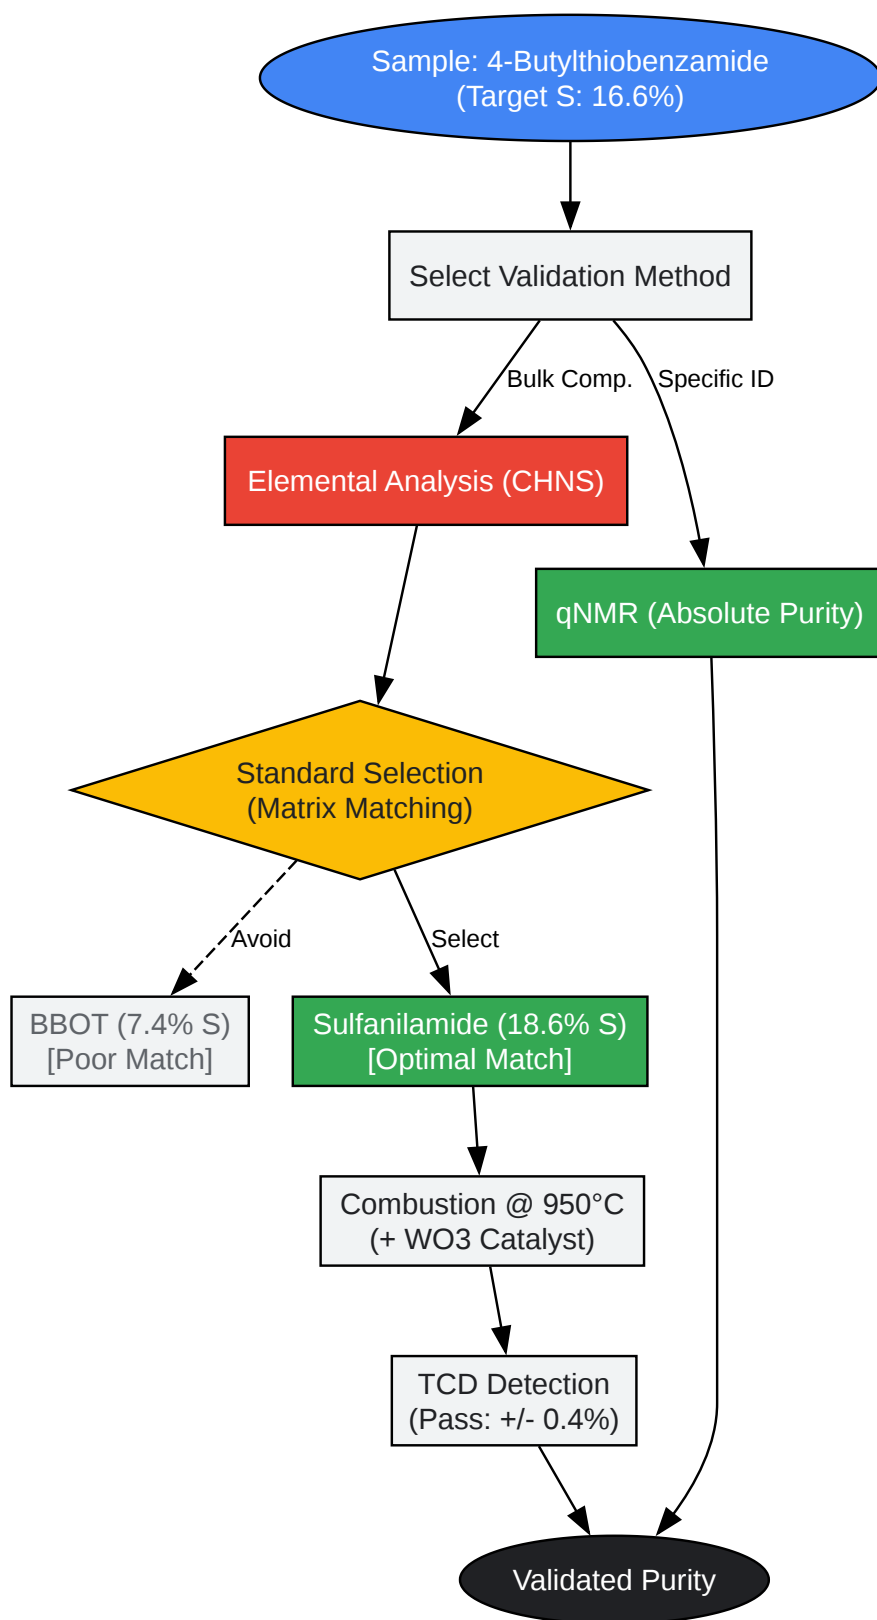 Sample: 4-Butylthiobenzamide
(Target S: 16.6%)
Select Validation Method
Bulk Comp.
Specific ID
Elemental Analysis (CHNS)
qNMR (Absolute Purity)
Standard Selection
(Matrix Matching)
Avoid
Select
BBOT (7.4% S)
[Poor Match]
Sulfanilamide (18.6% S)
[Optimal Match]
Combustion @ 950°C
(+ WO3 Catalyst)
TCD Detection
(Pass: +/- 0.4%)
Validated Purity